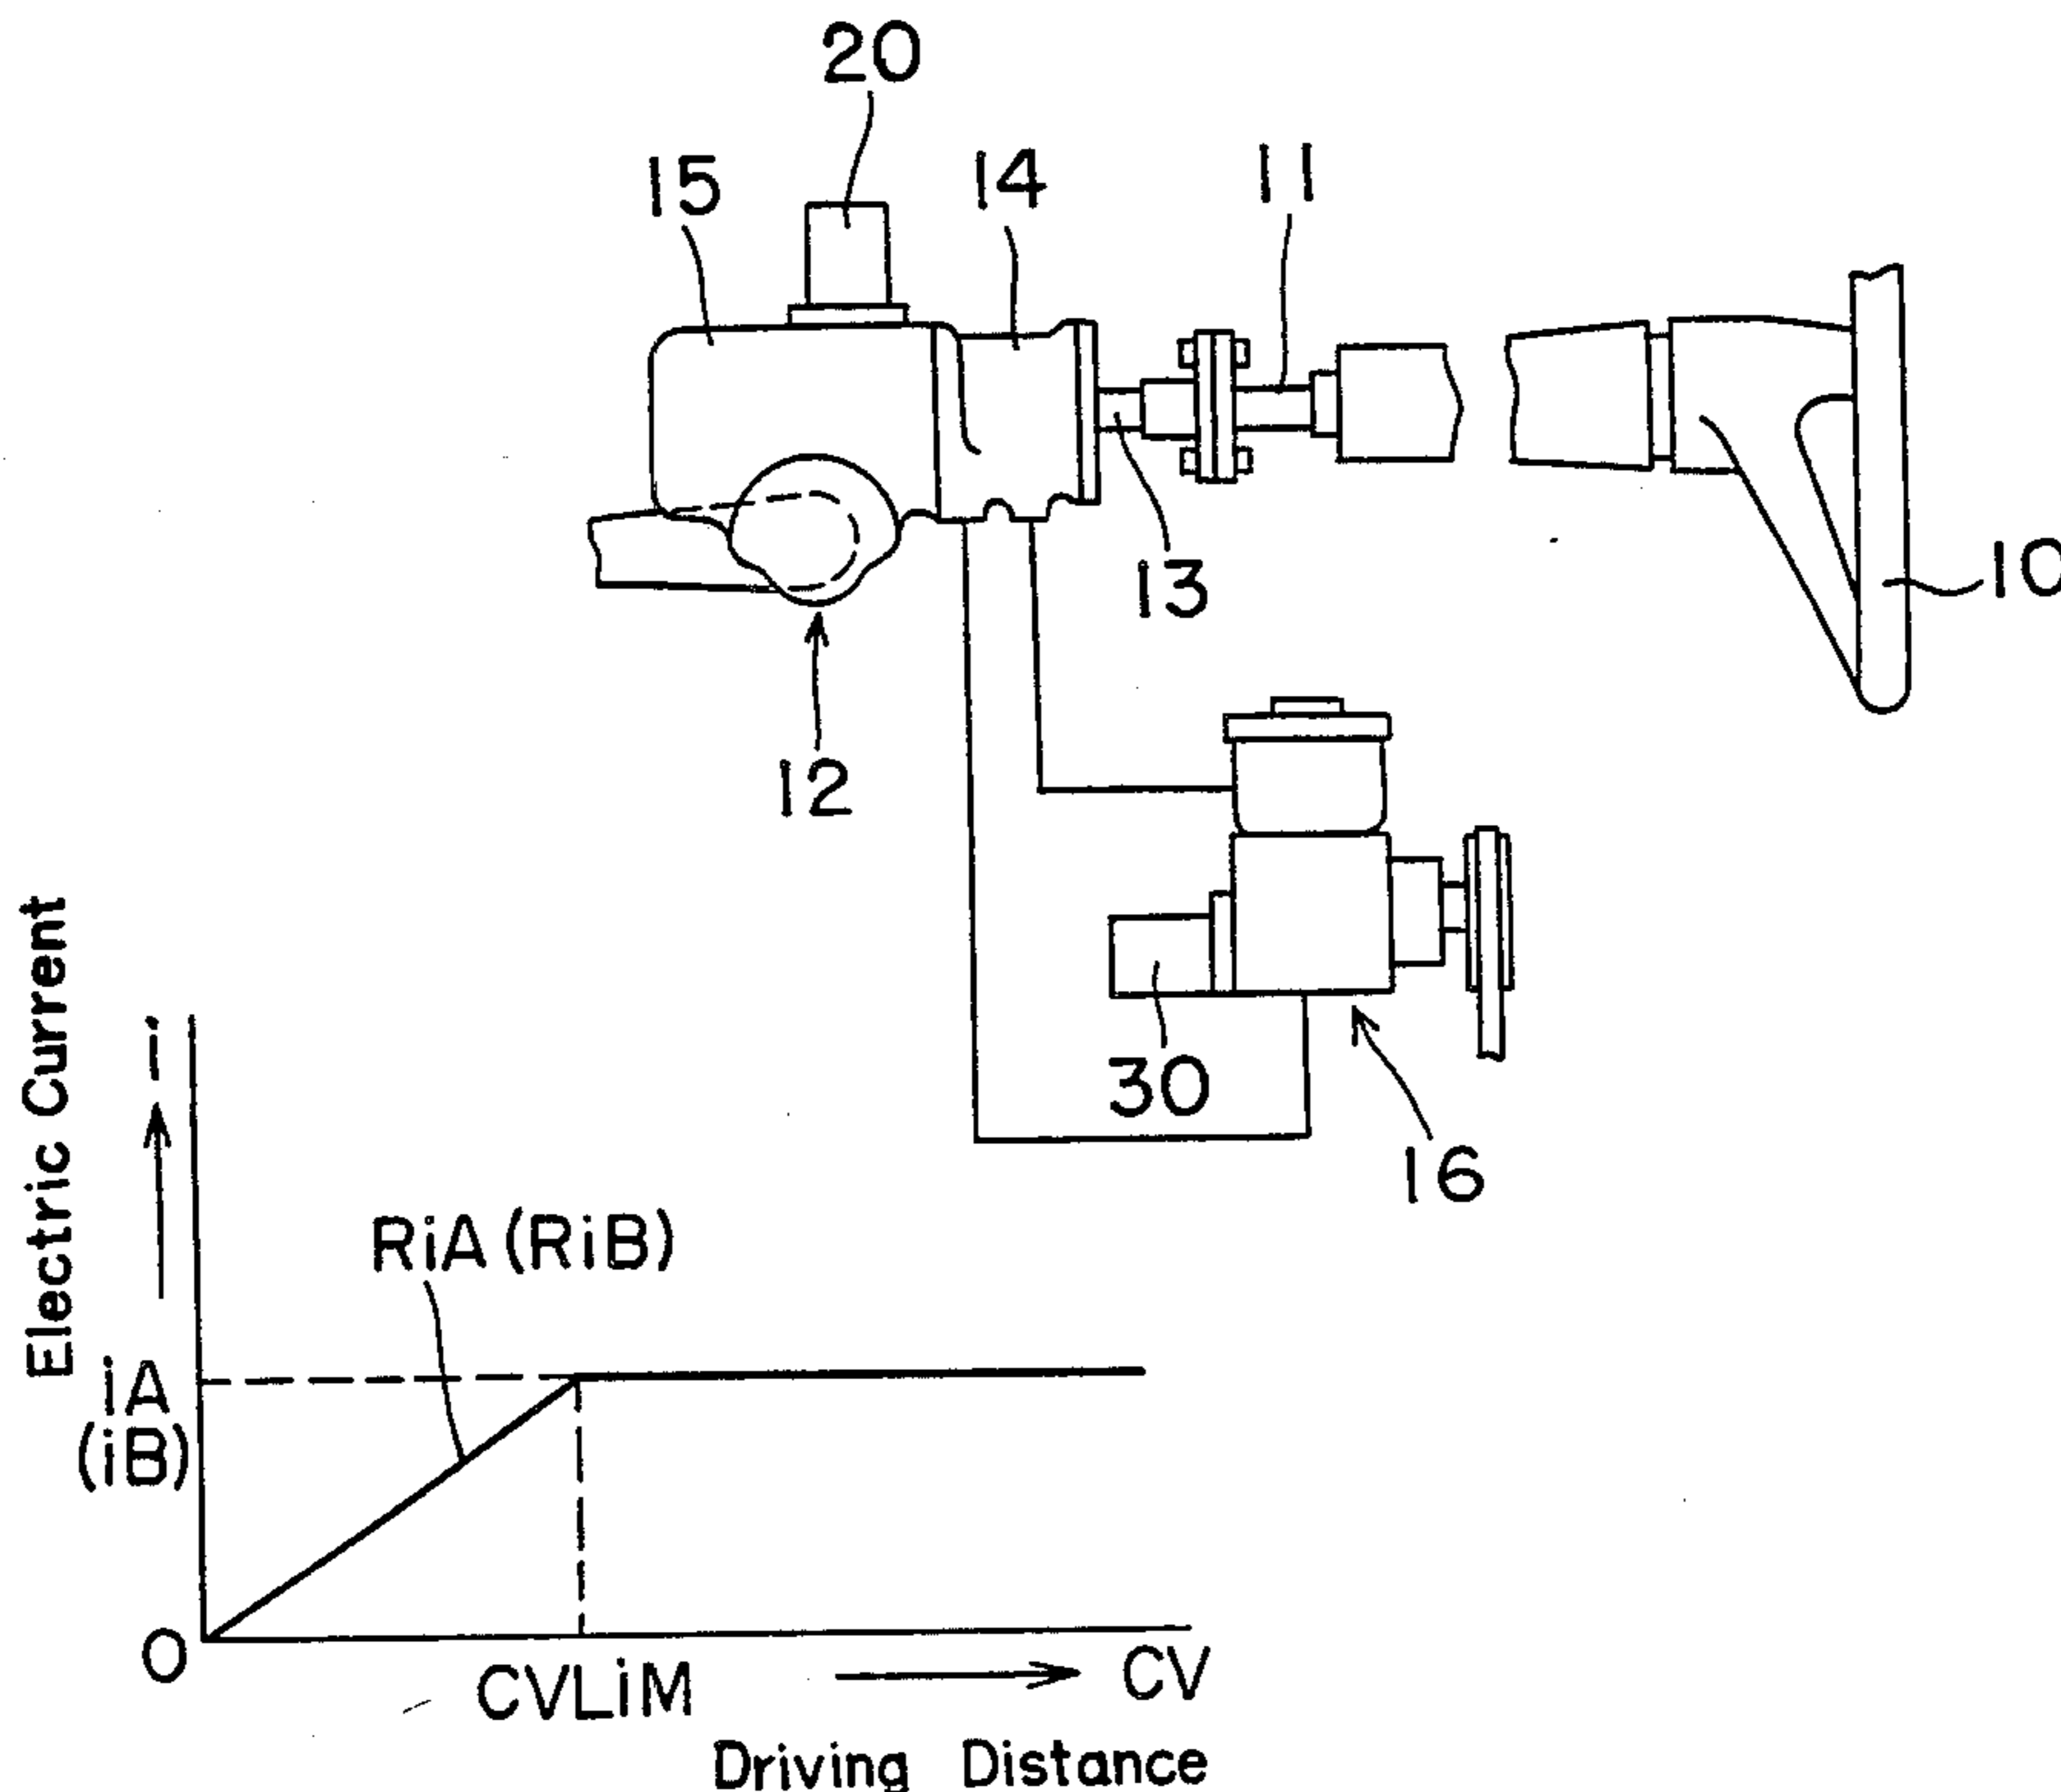 20
15
14
11
13
10
12
30
16
Electric Current
i
RiA (RiB)
iA
(iB)
O
CVLiM
CV
Driving Distance